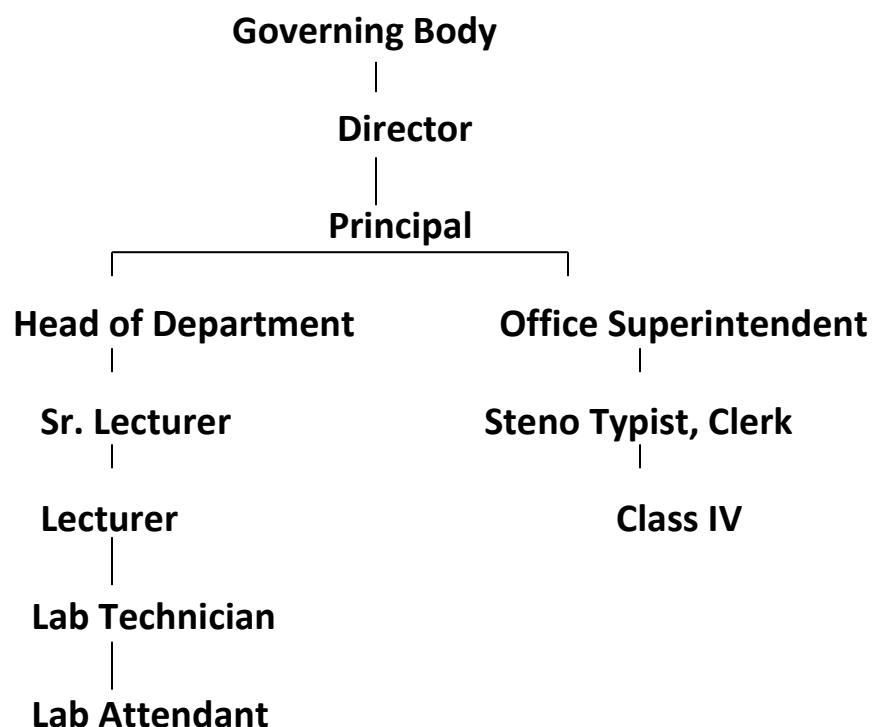 Governing Body
Director
Principal
Head of Department Office Superintendent
Sr. Lecturer Steno Typist, Clerk
Lecturer Class IV
Lab Technician
Lab Attendant